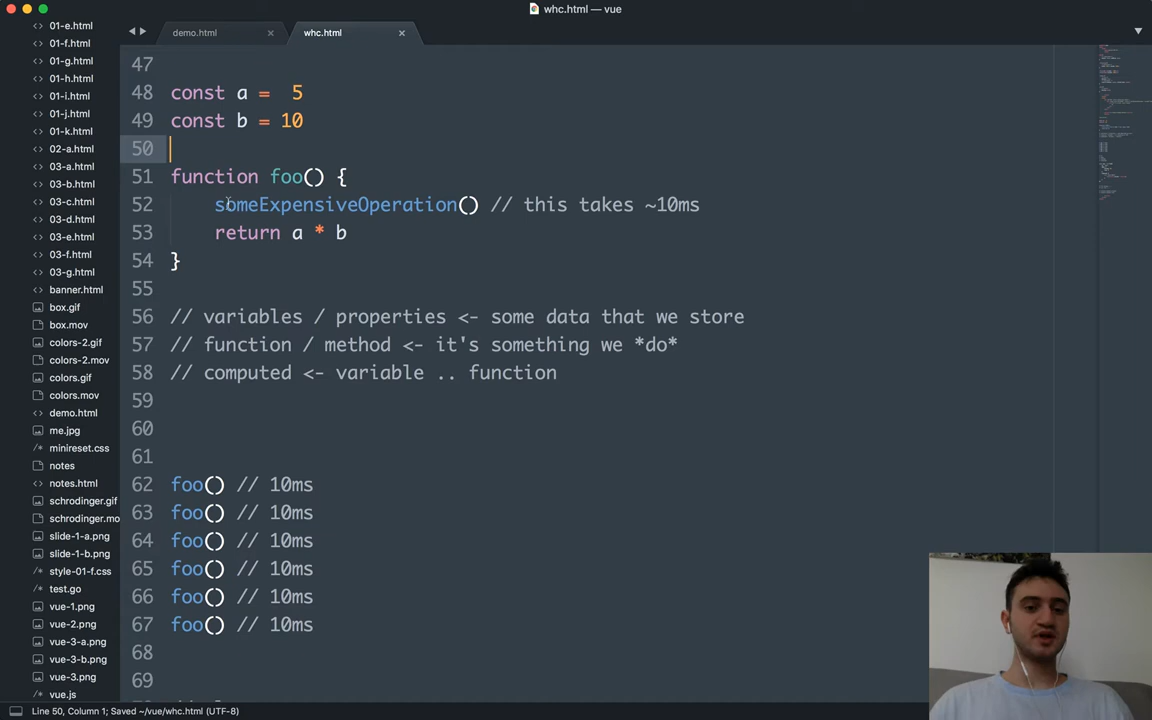 whc.html — vue
01-e.html
01-f.html
01-g.html
01-h.html
01-i.html
01-j.html
01-k.html
02-a.html
03-a.html
03-b.html
03-c.html
03-d.html
03-e.html
03-f.html
03-g.html
banner.html
box.gif
box.mov
colors-2.gif
colors-2.mov
colors.gif
colors.mov
demo.html
me.jpg
minireset.css
notes
notes.html
schrodinger.gif
schrodinger.mo
slide-1-a.png
slide-1-b.png
style-01-f.css
test.go
vue-1.png
vue-2.png
vue-3-a.png
vue-3-b.png
vue-3.png
vue.js
demo.html
whc.html
47
48 const a =  5
49 const b = 10
50
51 function foo() {
52 someExpensiveOperation() // this takes ~10ms
53 return a * b
54 }
55
56 // variables / properties <- some data that we store
57 // function / method <- it's something we *do*
58 // computed <- variable .. function
59
60
61
62 foo() // 10ms
63 foo() // 10ms
64 foo() // 10ms
65 foo() // 10ms
66 foo() // 10ms
67 foo() // 10ms
68
69
Line 50, Column 1; Saved ~/vue/whc.html (UTF-8)